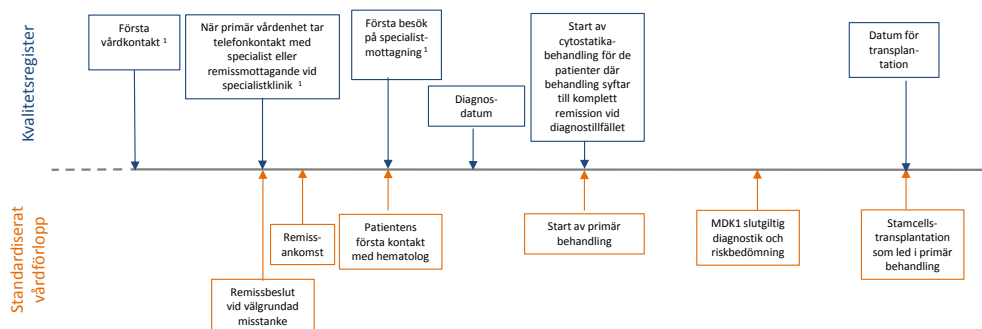 Kvalitetsregister
Första
vårdkontakt ¹
När primär vårdenhet tar
telefonkontakt med
specialist eller
remissmottagande vid
specialistklinik ¹
Första besök
på specialist-
mottagning ¹
Diagnos-
datum
Start av
cytostatika-
behandling för de
patienter där
behandling syftar
till komplett
remission vid
diagnostillfället
Datum för
transplan-
tation
Standardiserat
vårdförlopp
Remissbeslut
vid välgrundad
misstanke
Remiss-
ankomst
Patientens
första kontakt
med hematolog
Start av primär
behandling
MDK1 slutgiltig
diagnostik och
riskbedömning
Stamcells-
transplantation
som led i primär
behandling